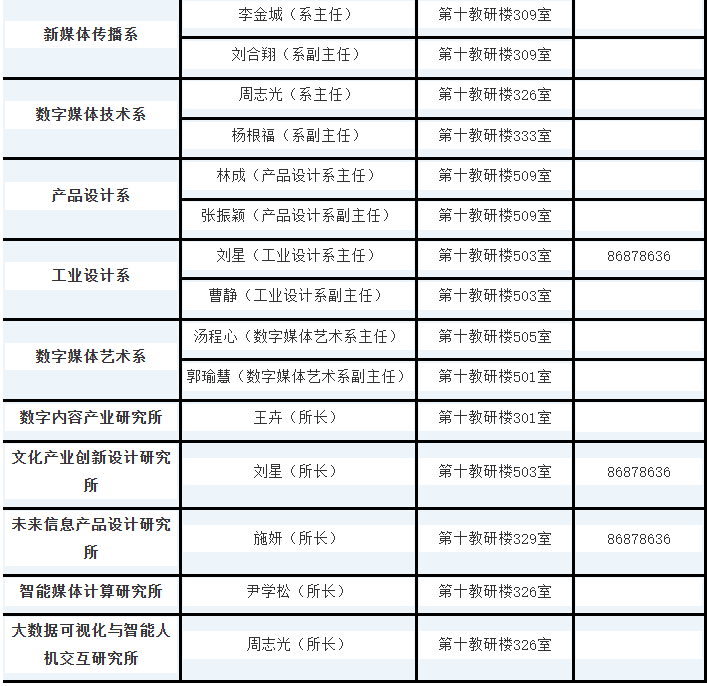 新媒体传播系
李金城（系主任）
第十教研楼309室
刘合翔（系副主任）
第十教研楼309室
数字媒体技术系
周志光（系主任）
第十教研楼326室
杨根福（系副主任）
第十教研楼333室
产品设计系
林成（产品设计系主任）
第十教研楼509室
张振颖（产品设计系副主任）
第十教研楼509室
工业设计系
刘星（工业设计系主任）
第十教研楼503室
86878636
曹静（工业设计系副主任）
第十教研楼503室
数字媒体艺术系
汤程心（数字媒体艺术系主任）
第十教研楼505室
郭瑜慧（数字媒体艺术系副主任）
第十教研楼501室
数字内容产业研究所
王卉（所长）
第十教研楼301室
文化产业创新设计研究
所
刘星（所长）
第十教研楼503室
86878636
未来信息产品设计研究
所
施妍（所长）
第十教研楼329室
86878636
智能媒体计算研究所
尹学松（所长）
第十教研楼326室
大数据可视化与智能人
机交互研究所
周志光（所长）
第十教研楼326室